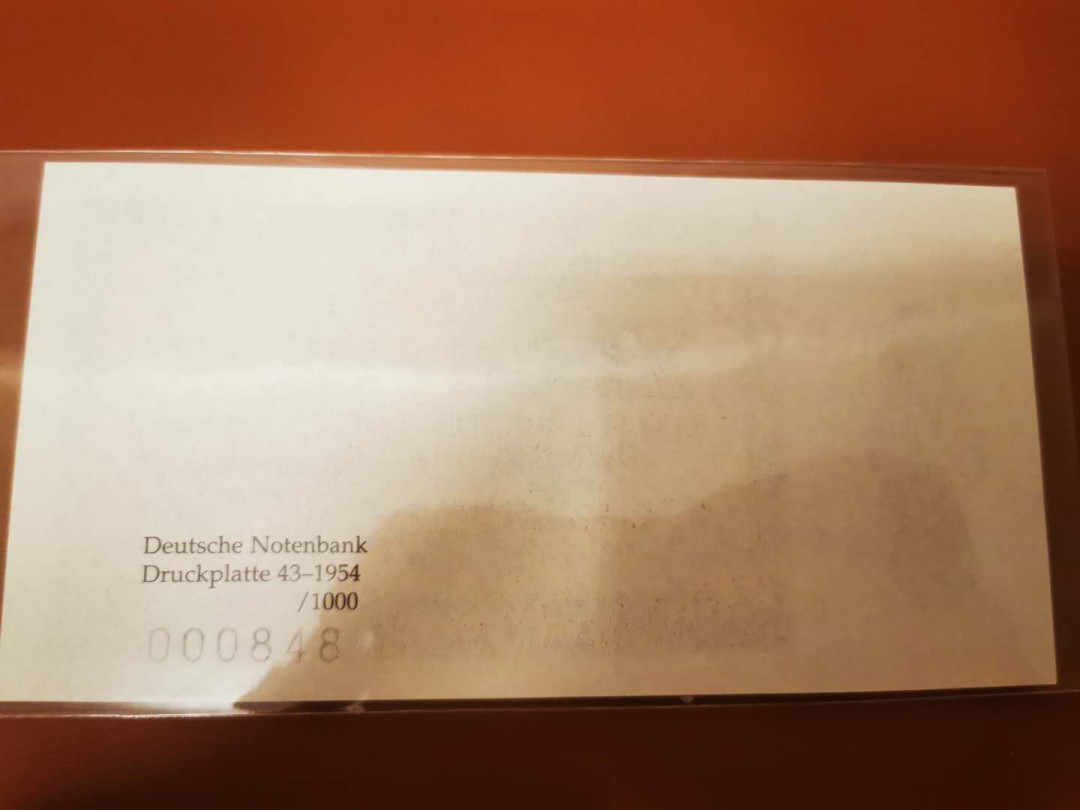 Deutsche Notenbank
Druckplatte 43–1954
/1000
000848